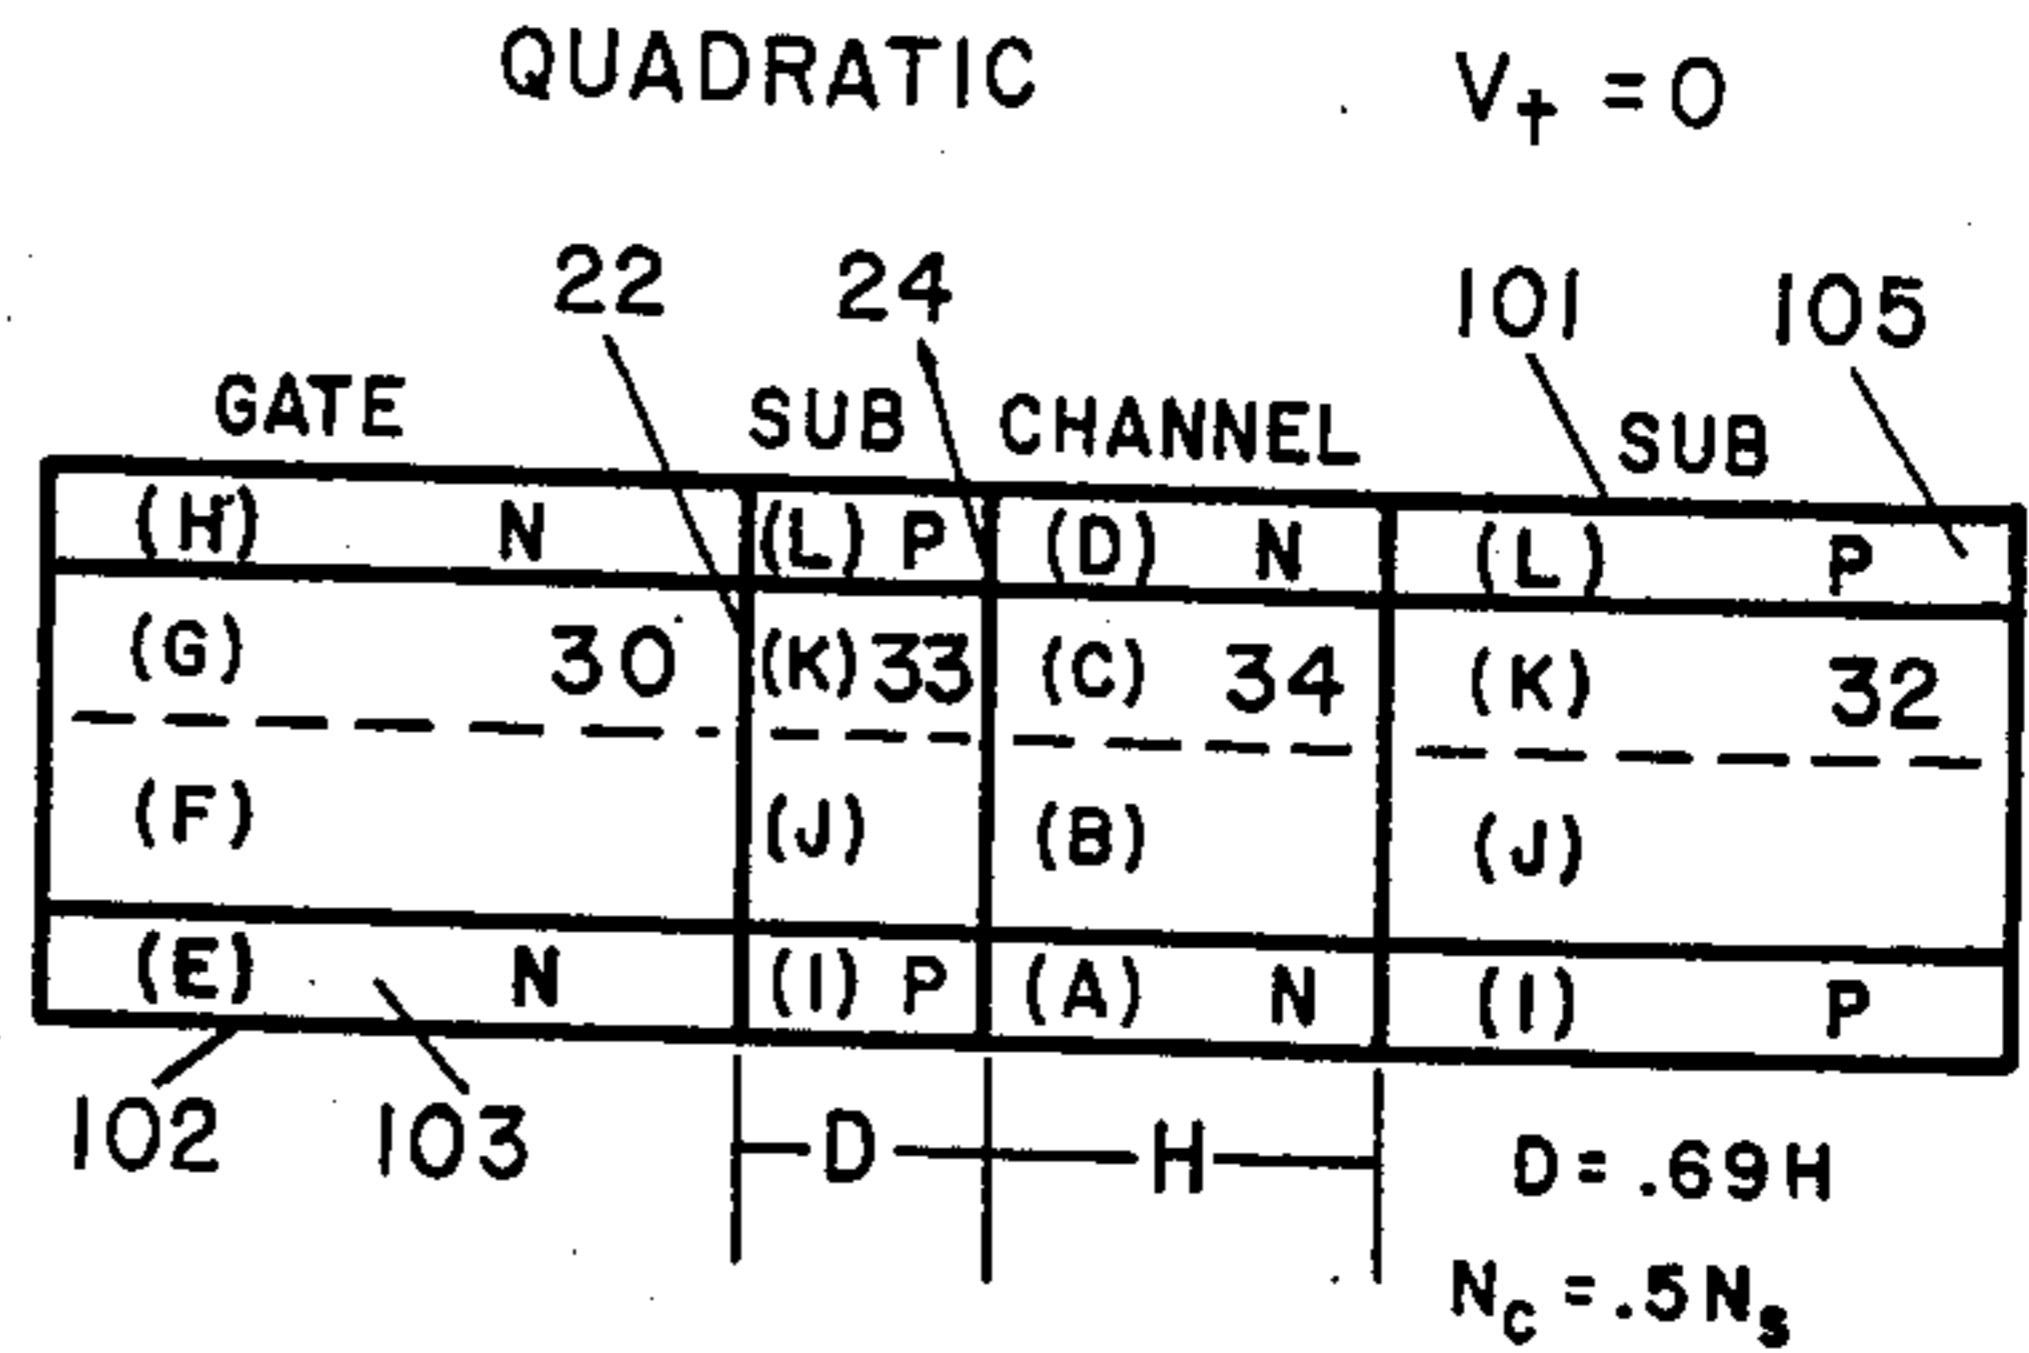 QUADRATIC V† = 0
22 24 101 105
GATE SUB CHANNEL SUB
(H) N (L) P (D) N (L) P
(G) 30 (K) 33 (C) 34 (K) 32
(F) (J) (B) (J)
(E) N (I) P (A) N (I) P
102 103 D H D = .69H
Nc = .5Ns